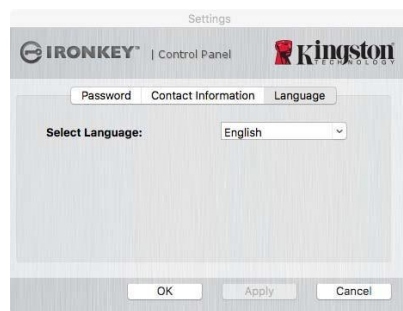 Settings
IRONKEY™ | Control Panel Kingston
TECHNOLOGY
Password Contact Information Language
Select Language: English
OK Apply Cancel